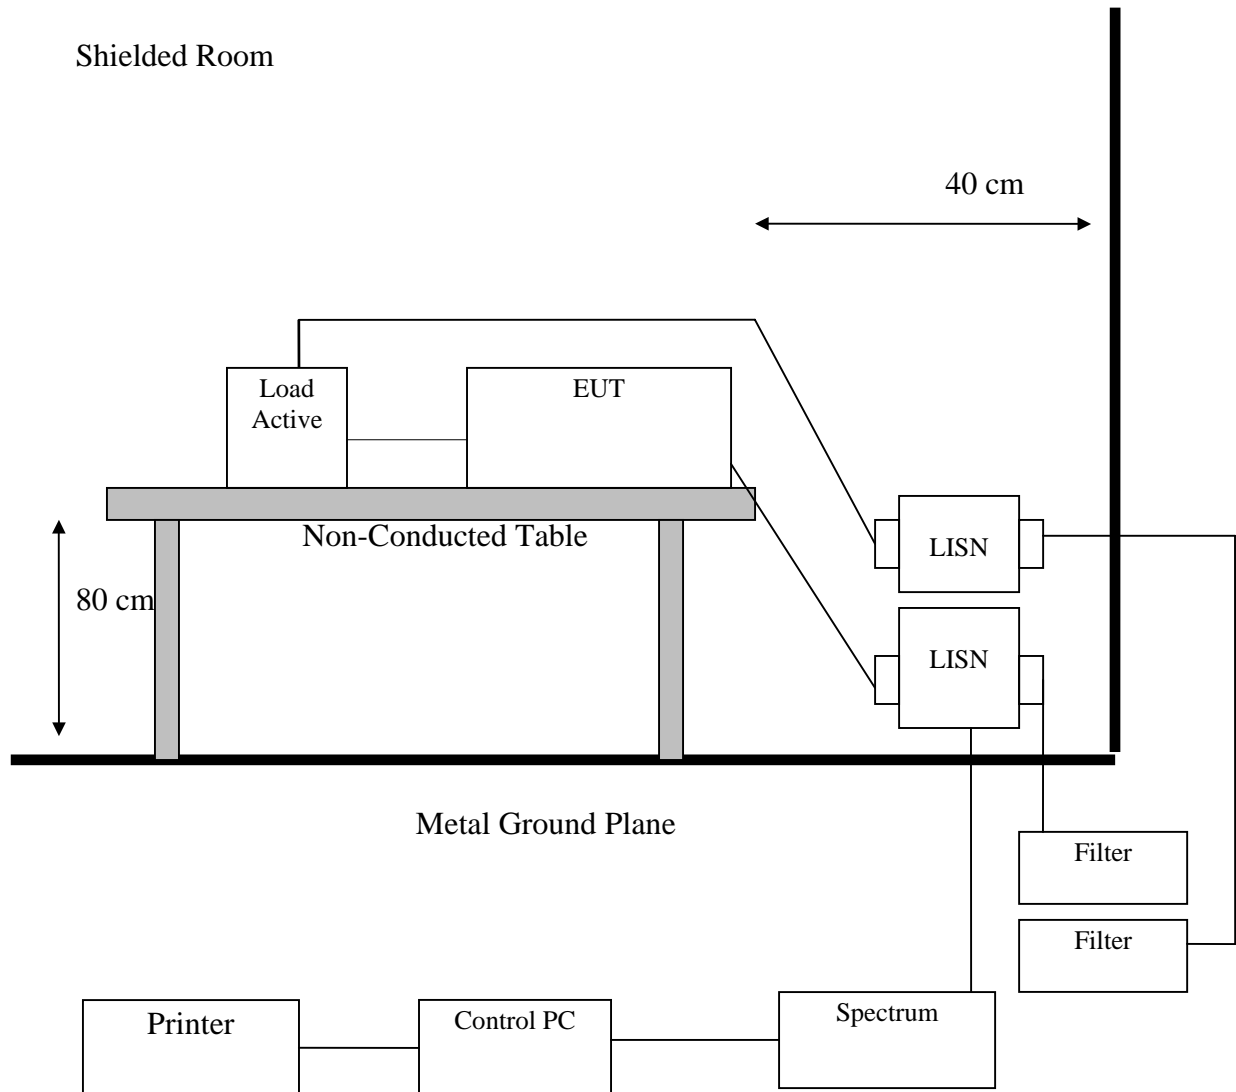 Shielded Room
40 cm
Load
Active
EUT
Non-Conducted Table
LISN
80 cm
LISN
Metal Ground Plane
Filter
Filter
Printer
Control PC
Spectrum